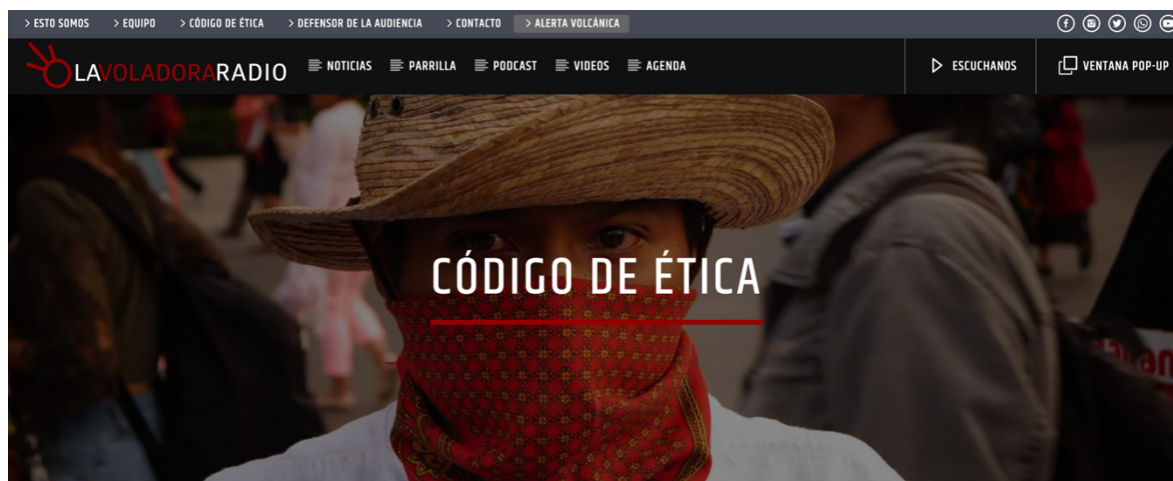 > ESTO SOMOS > EQUIPO > CÓDIGO DE ÉTICA > DEFENSOR DE LA AUDIENCIA > CONTACTO > ALERTA VOLCÁNICA
LAVOLADORARADIO NOTICIAS PARRILLA PODCAST VIDEOS AGENDA ESCUCHANOS VENTANA POP-UP
CÓDIGO DE ÉTICA